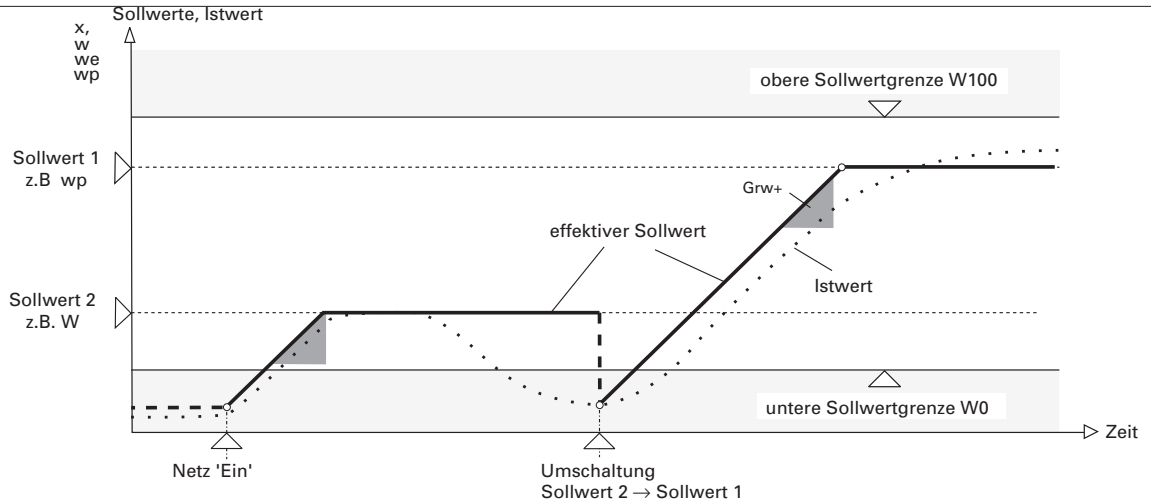 Sollwerte, Istwert
x,
w
we
wp
obere Sollwertgrenze W100
Sollwert 1
z.B wp
Grw+
effektiver Sollwert
Istwert
Sollwert 2
z.B. W
untere Sollwertgrenze W0
Zeit
Netz 'Ein'
Umschaltung
Sollwert 2 → Sollwert 1